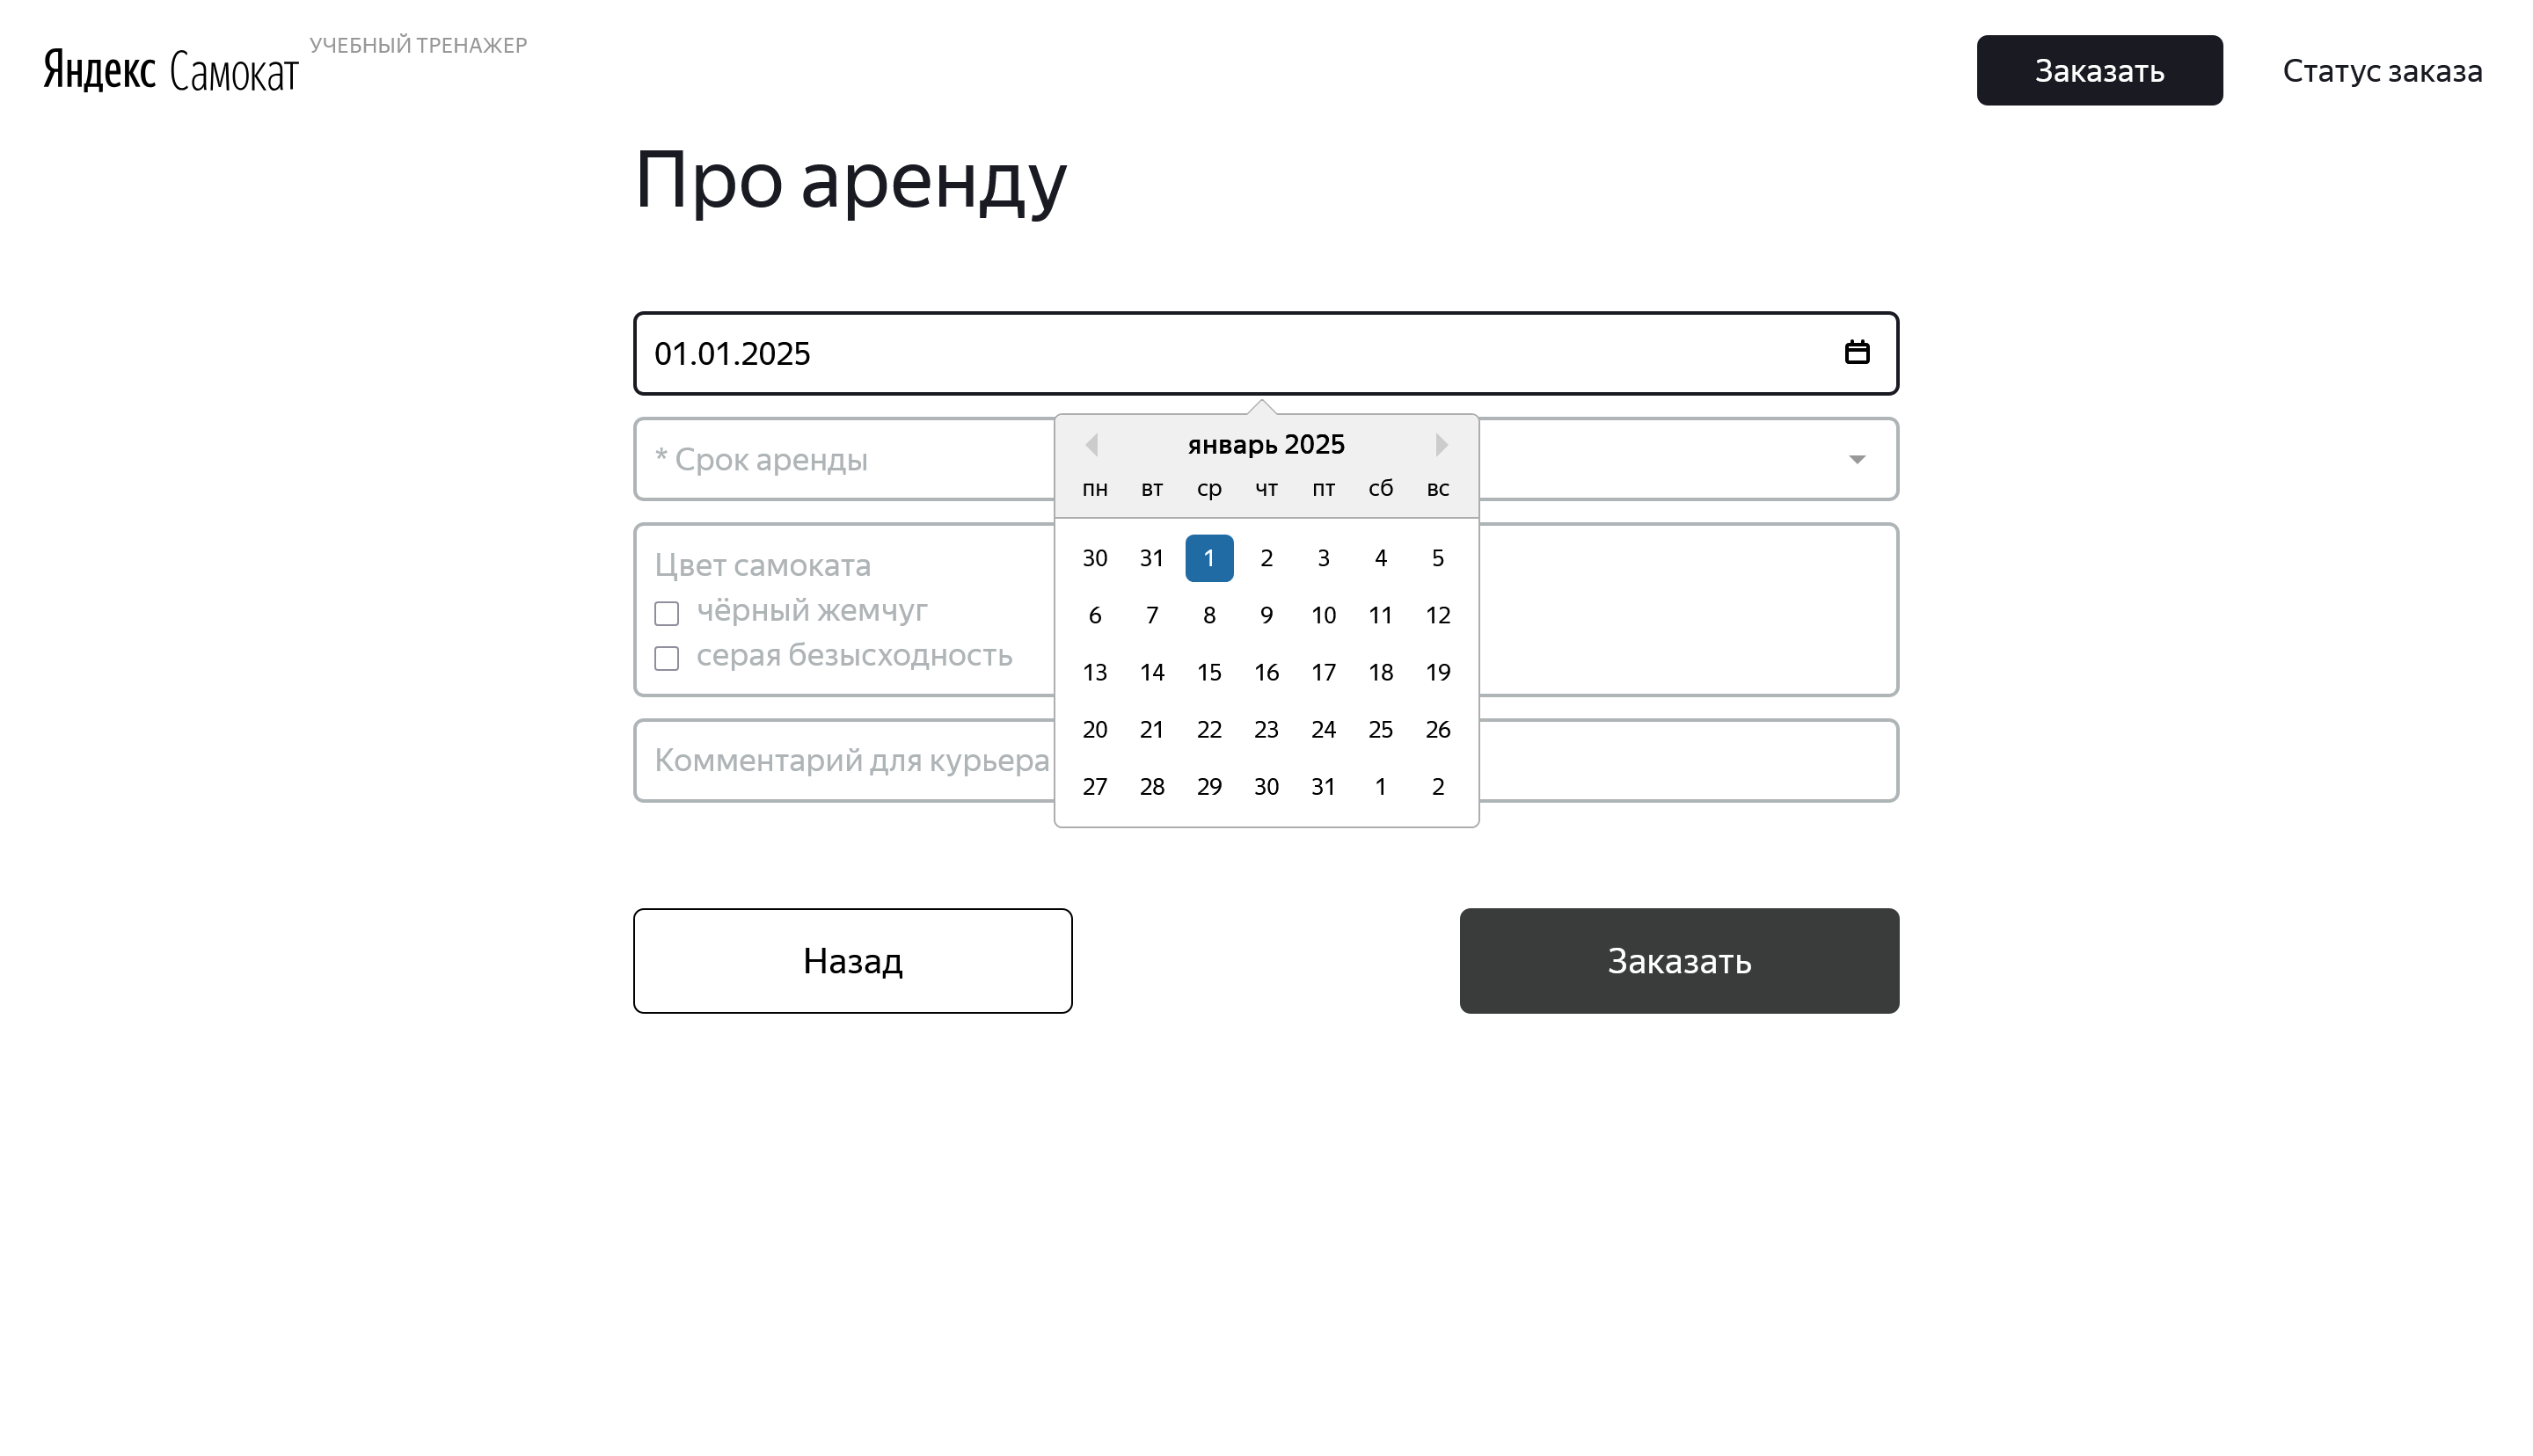 Яндекс Самокат УЧЕБНЫЙ ТРЕНАЖЕР
Заказать Статус заказа
Про аренду
01.01.2025
* Срок аренды
январь 2025
пн вт ср чт пт сб вс
30 31 1 2 3 4 5
6 7 8 9 10 11 12
13 14 15 16 17 18 19
20 21 22 23 24 25 26
27 28 29 30 31 1 2
Цвет самоката
чёрный жемчуг
серая безысходность
Комментарий для курьера
Назад Заказать